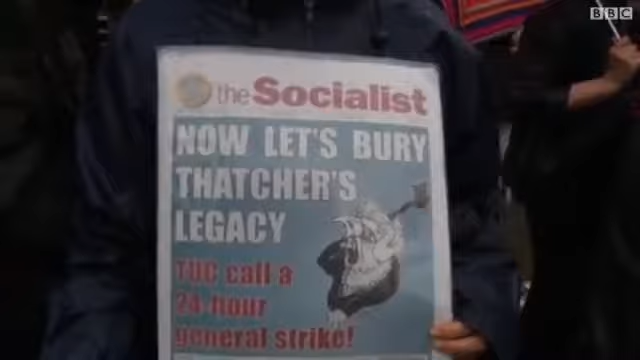 BBC
the Socialist
NOW LET'S BURY
THATCHER'S
LEGACY
TUC call a
24-hour
general strike!